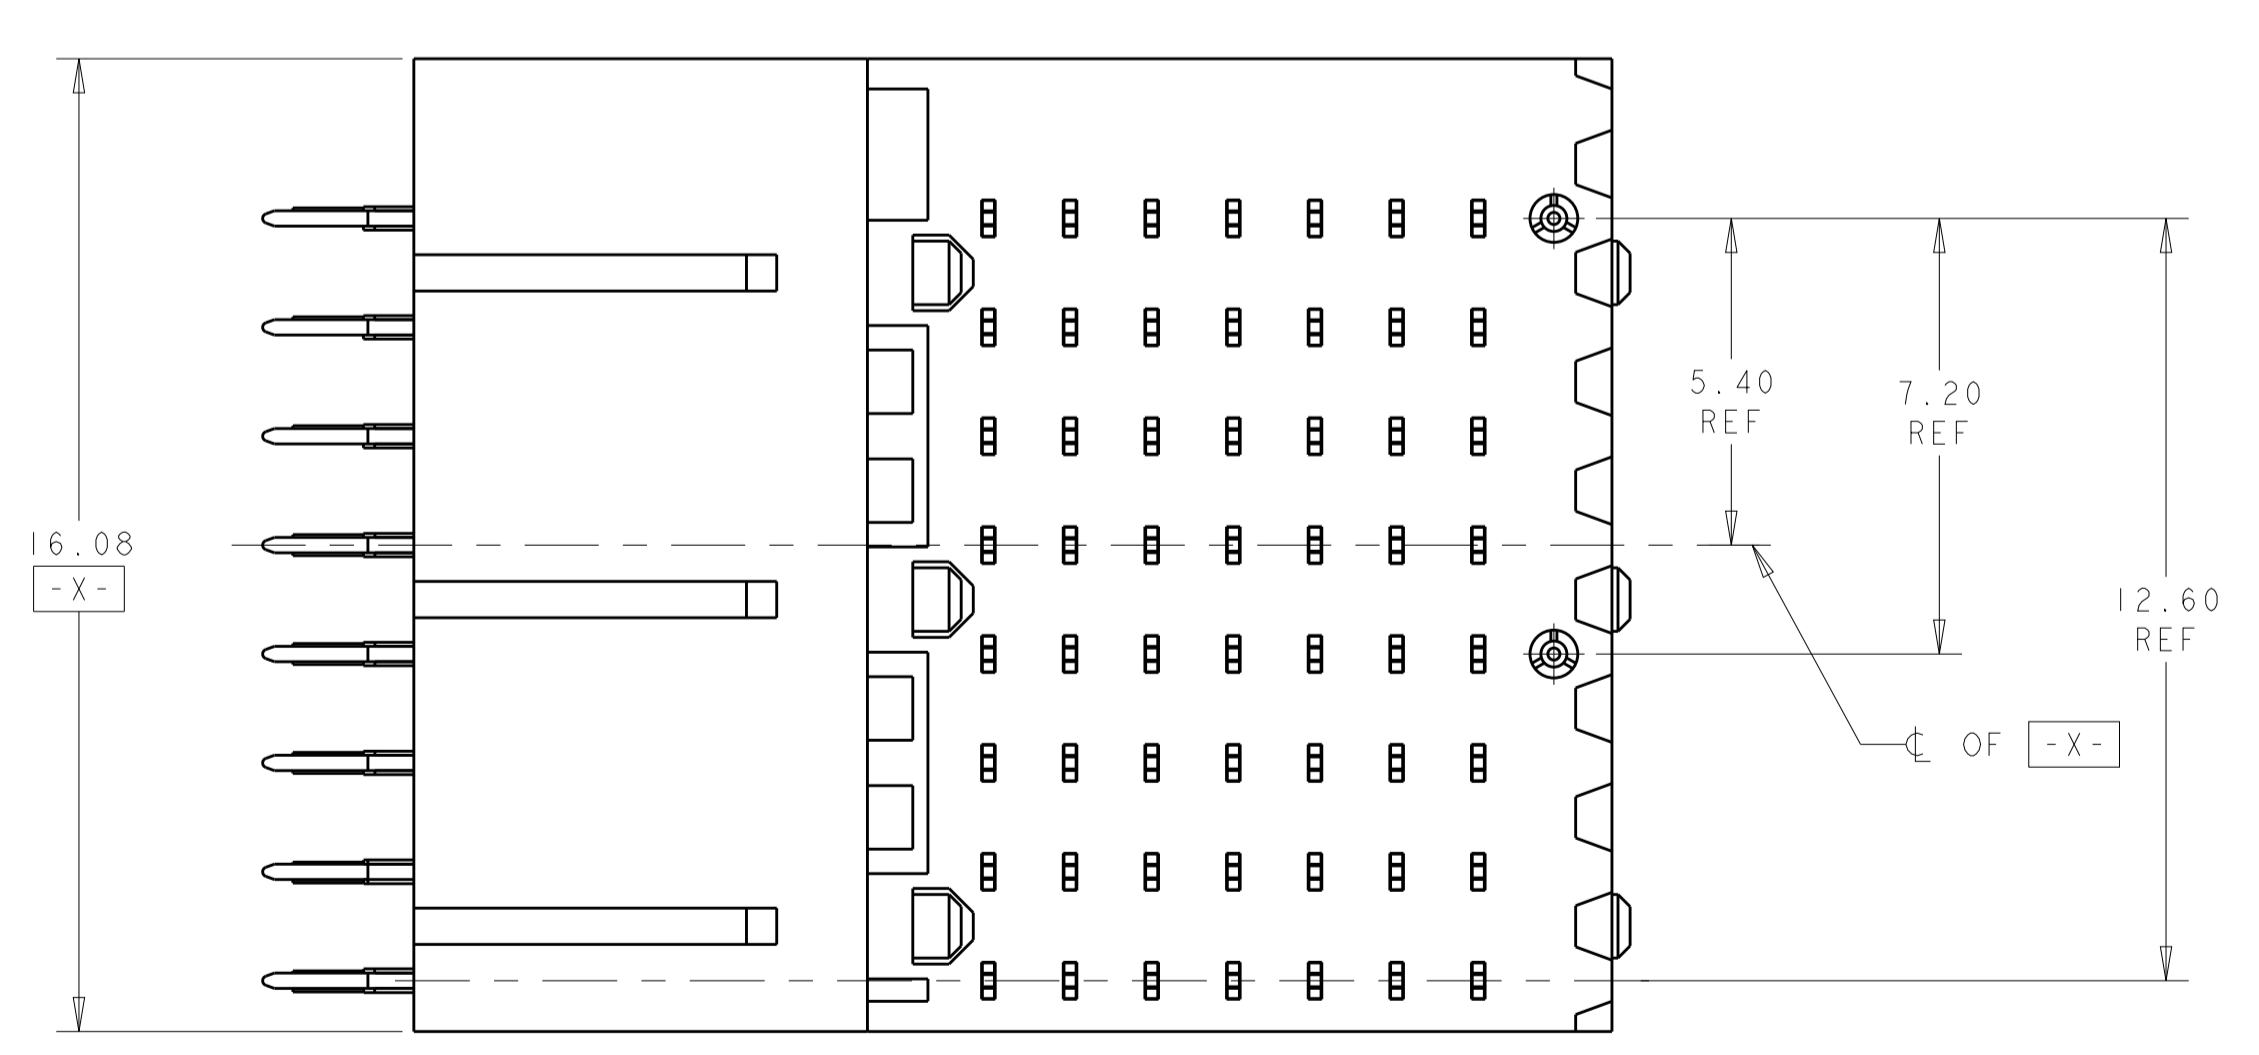 5.40
REF
7.20
REF
16.08
-X-
12.60
REF
℄ OF -X-